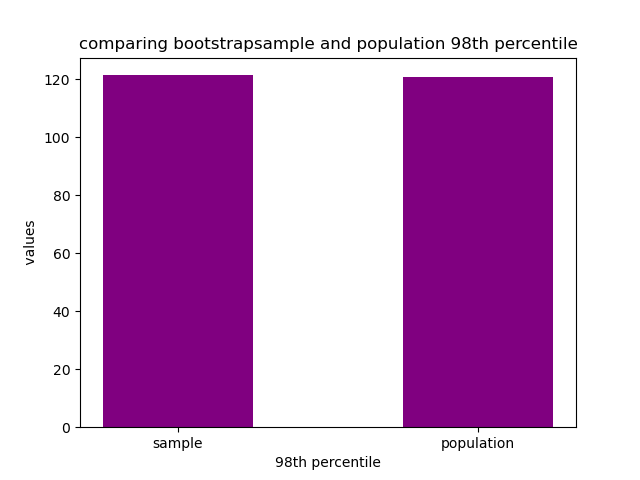 comparing bootstrapsample and population 98th percentile
120
100
80
60
40
20
0
values
sample
population
98th percentile